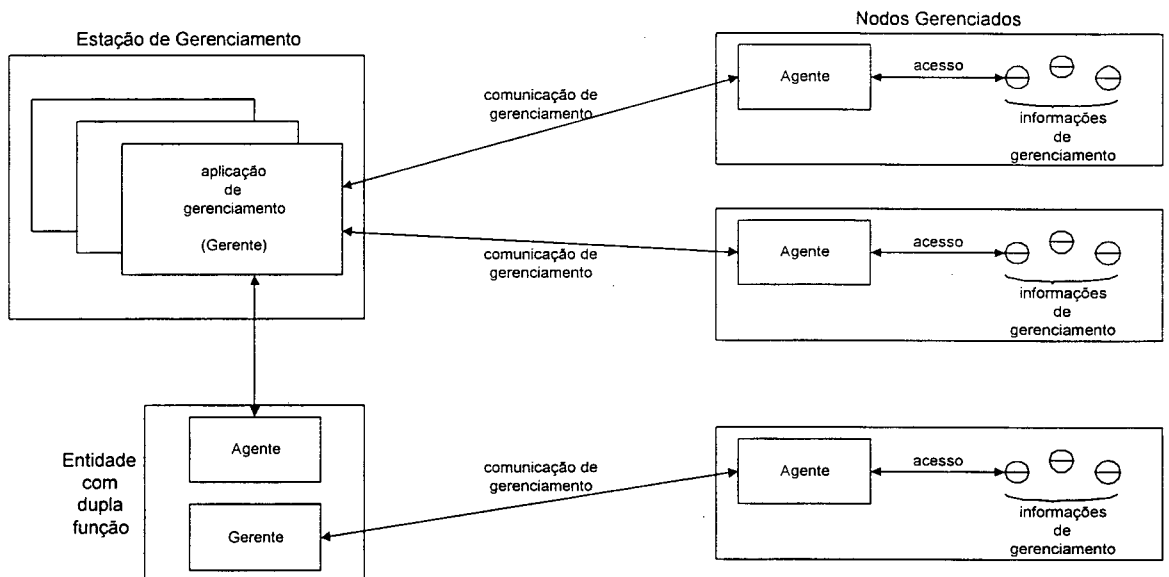 Estação de Gerenciamento
aplicação
de
gerenciamento
(Gerente)
comunicação de
gerenciamento
comunicação de
gerenciamento
Nodos Gerenciados
Agente
acesso
informações
de
gerenciamento
Agente
acesso
informações
de
gerenciamento
Entidade
com
dupla
função
Agente
Gerente
comunicação de
gerenciamento
Agente
acesso
informações
de
gerenciamento